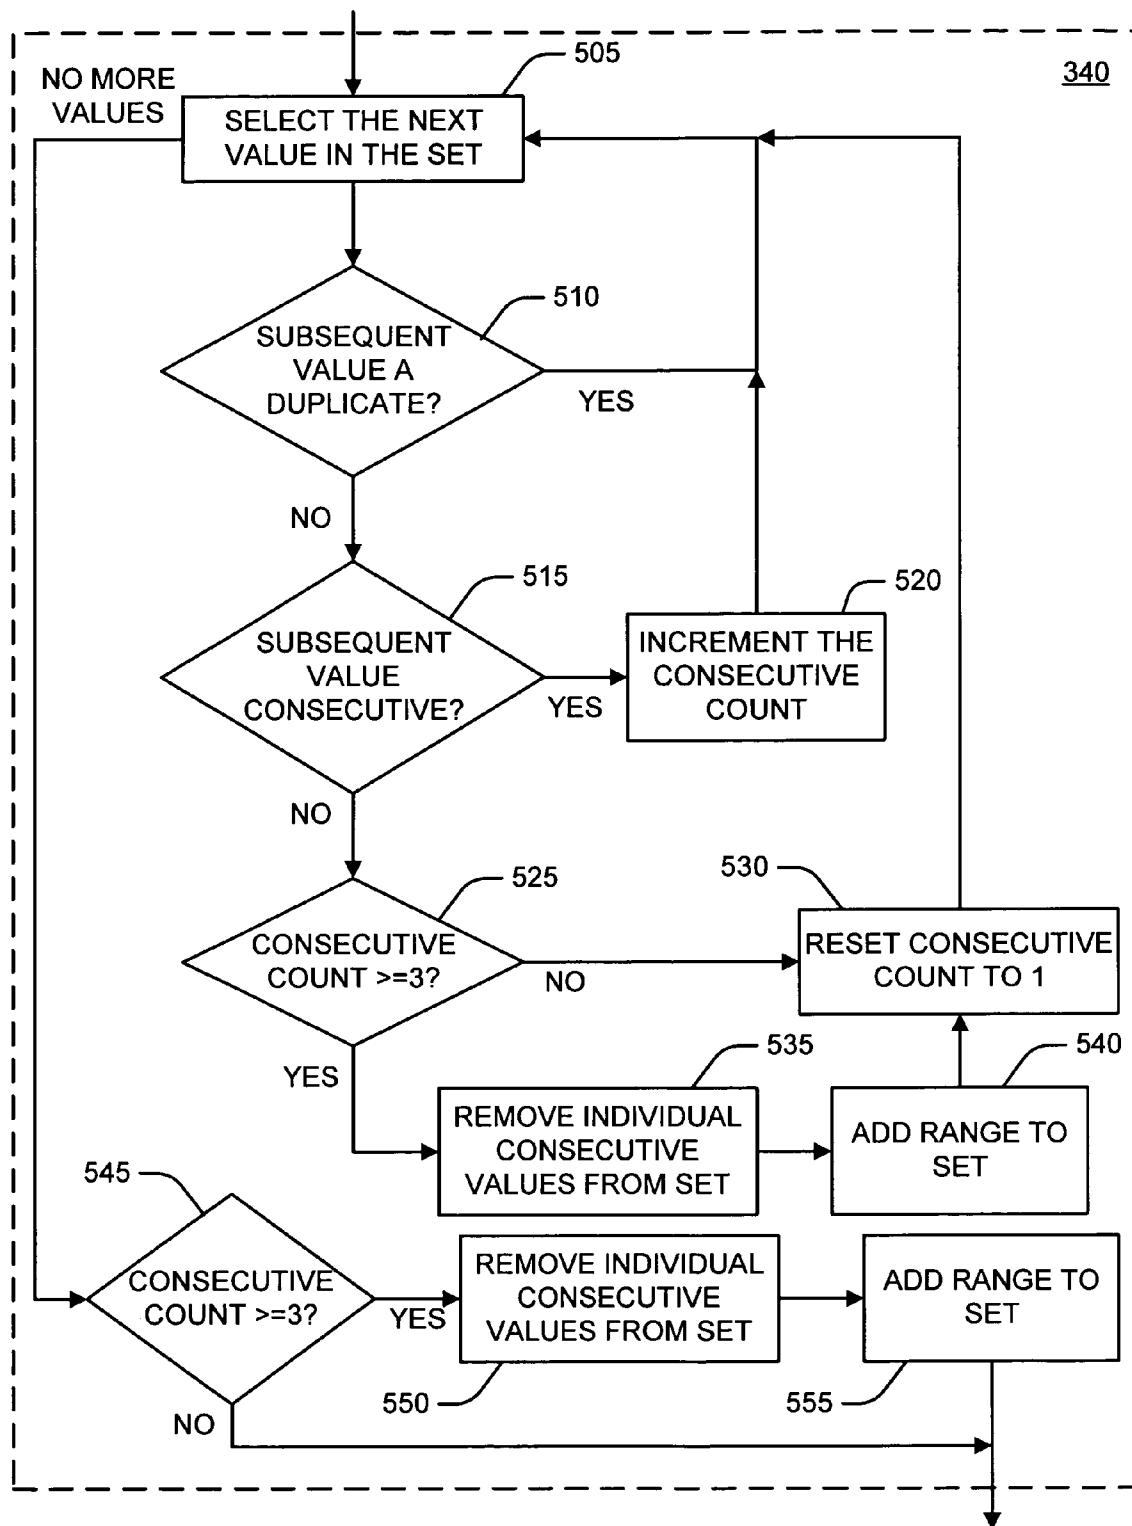 505
340
NO MORE
VALUES
SELECT THE NEXT
VALUE IN THE SET
510
SUBSEQUENT
VALUE A
DUPLICATE?
YES
NO
515
520
SUBSEQUENT
VALUE
CONSECUTIVE?
YES
INCREMENT THE
CONSECUTIVE
COUNT
NO
525
530
CONSECUTIVE
COUNT >=3?
NO
RESET CONSECUTIVE
COUNT TO 1
YES
535
540
REMOVE INDIVIDUAL
CONSECUTIVE
VALUES FROM SET
ADD RANGE TO
SET
545
CONSECUTIVE
COUNT >=3?
YES
REMOVE INDIVIDUAL
CONSECUTIVE
VALUES FROM SET
ADD RANGE TO
SET
550
555
NO